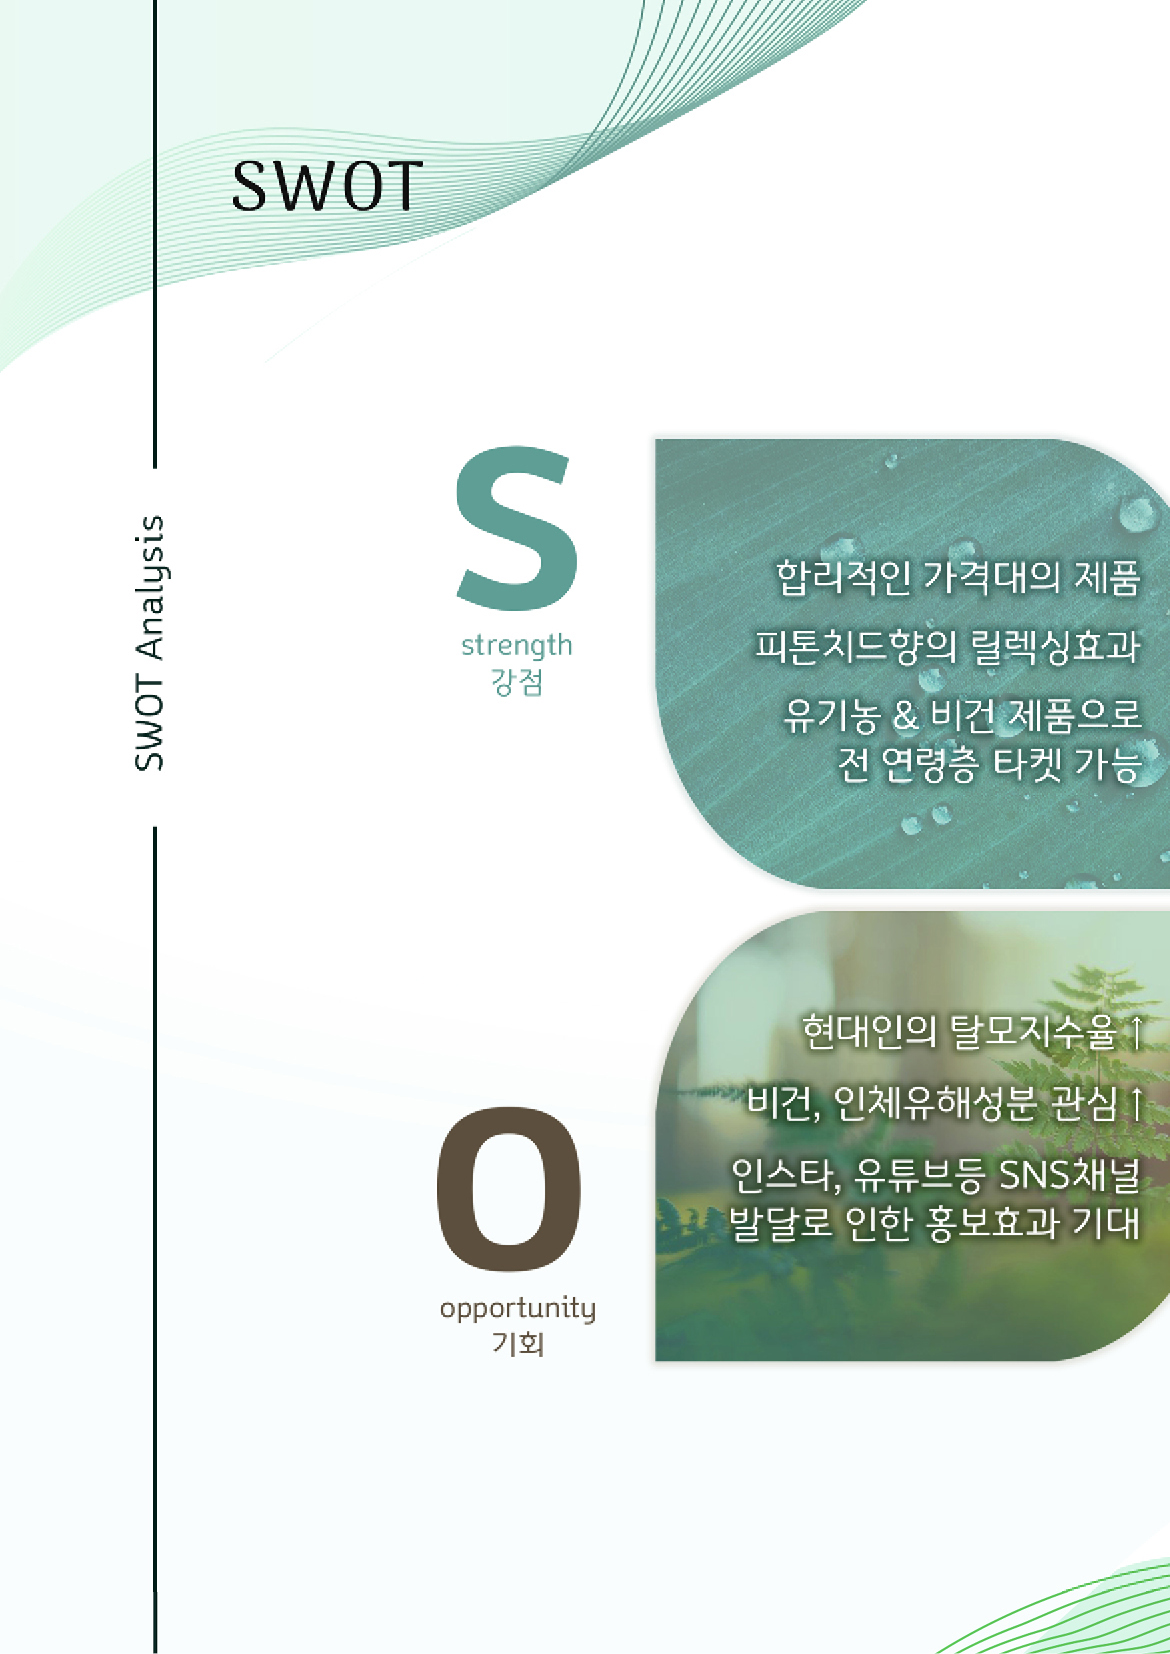 SWOT
SWOT Analysis
S
strength
강점
합리적인 가격대의 제품
피톤치드향의 릴렉싱효과
유기농 & 비건 제품으로
전 연령층 타켓 가능
O
opportunity
기회
현대인의 탈모지수율 ↑
비건, 인체유해성분 관심 ↑
인스타, 유튜브등 SNS채널
발달로 인한 홍보효과 기대